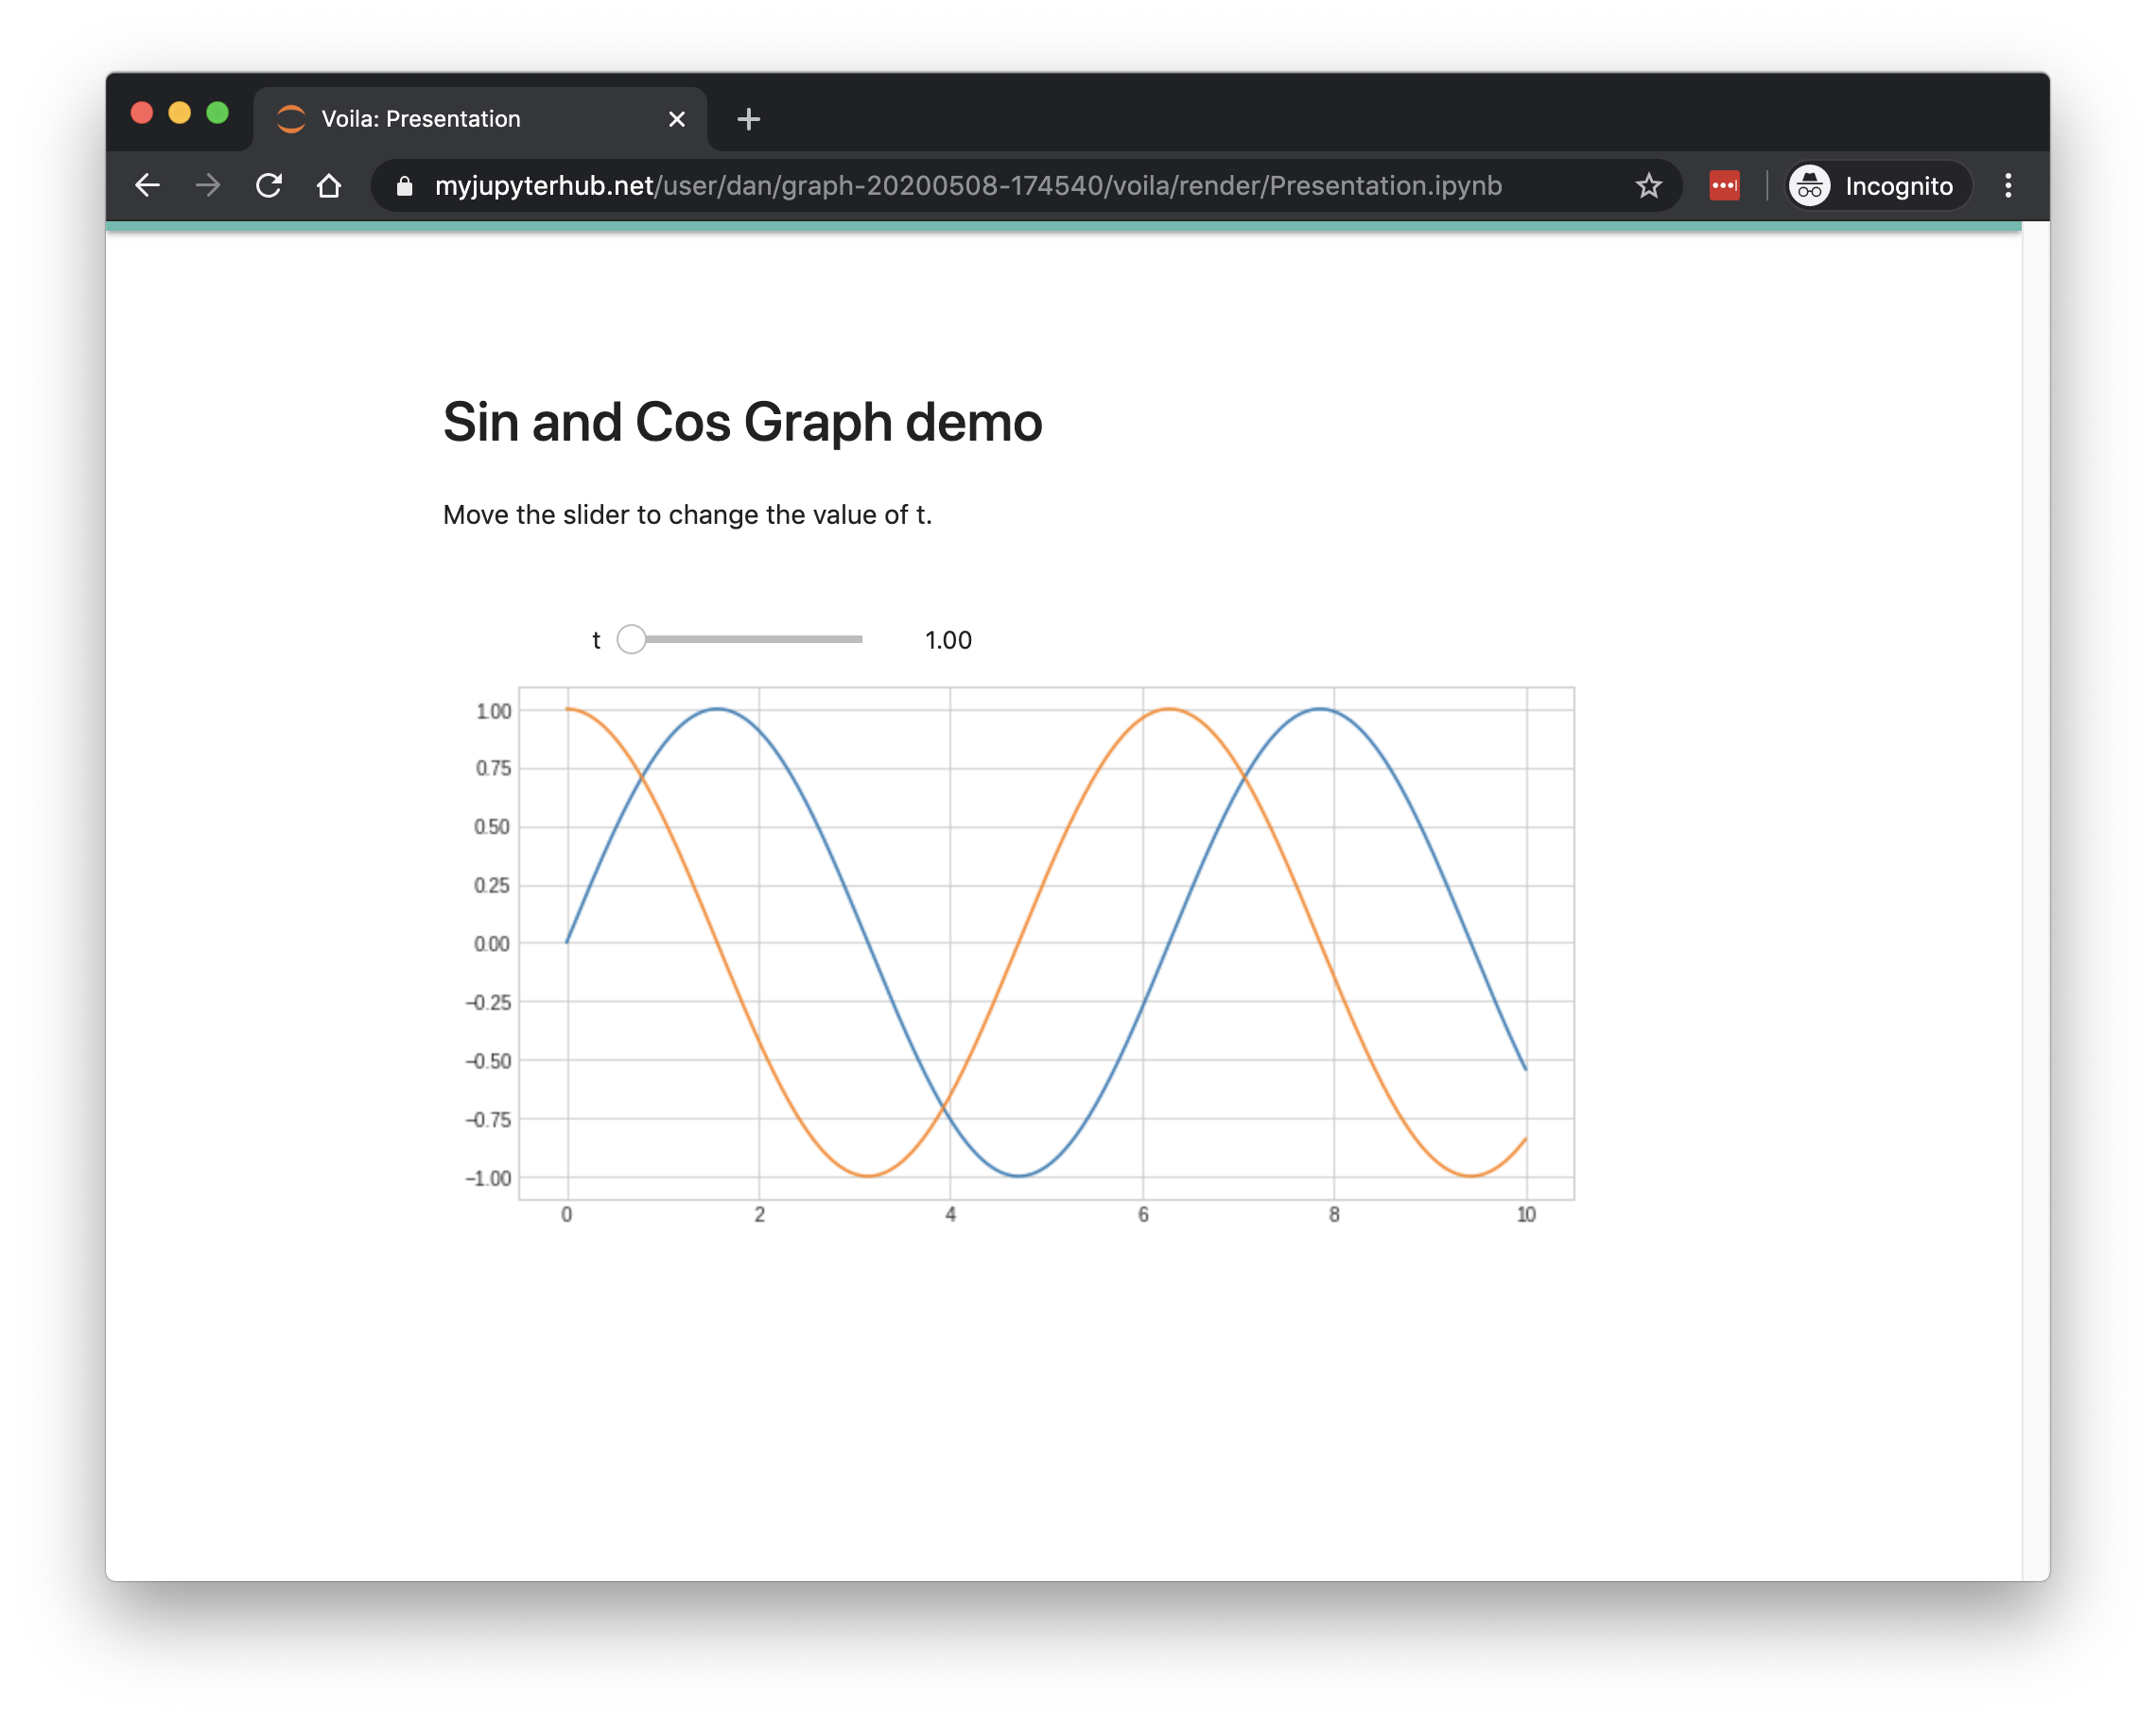 Voila: Presentation
myjupyterhub.net/user/dan/graph-20200508-174540/voila/render/Presentation.ipynb
Incognito
Sin and Cos Graph demo
Move the slider to change the value of t.
t 1.00
1.00
0.75
0.50
0.25
0.00
−0.25
−0.50
−0.75
−1.00
0 2 4 6 8 10